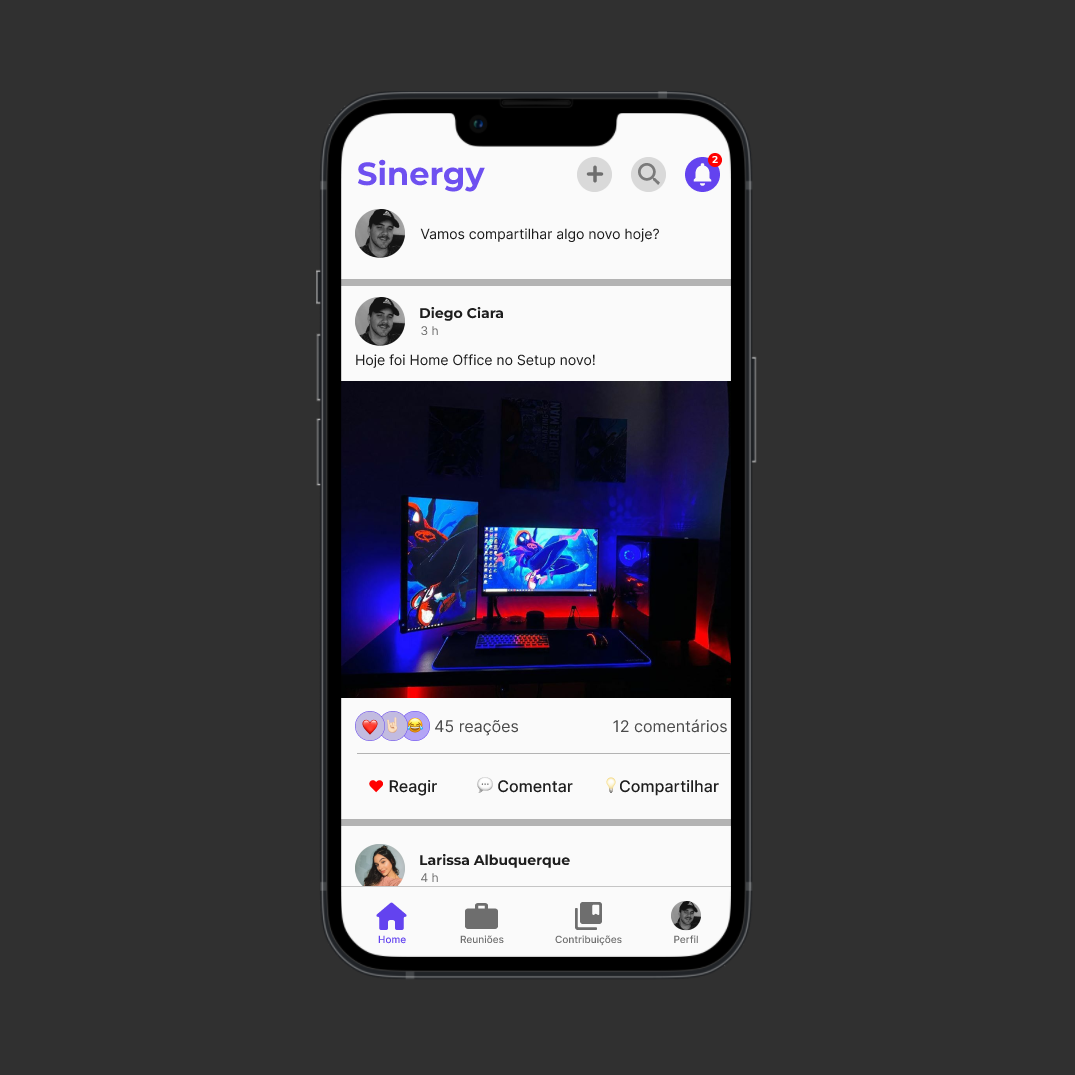 Sinergy
2
Vamos compartilhar algo novo hoje?
Diego Ciara
3 h
Hoje foi Home Office no Setup novo!
45 reações
12 comentários
Reagir
Comentar
Compartilhar
Larissa Albuquerque
4 h
Home
Reuniões
Contribuições
Perfil